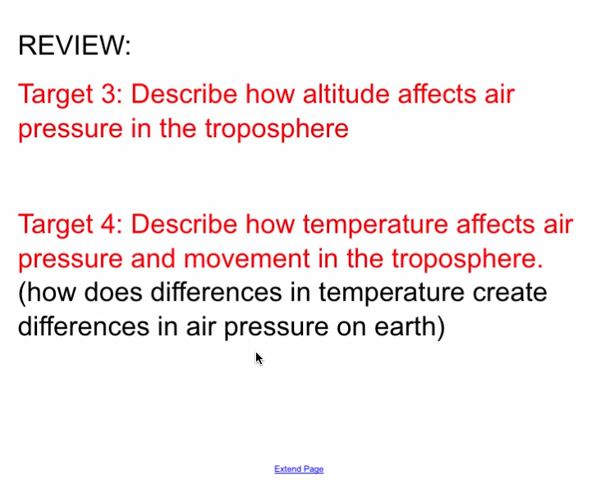 REVIEW:
Target 3: Describe how altitude affects air
pressure in the troposphere
Target 4: Describe how temperature affects air
pressure and movement in the troposphere.
(how does differences in temperature create
differences in air pressure on earth)
Extend Page